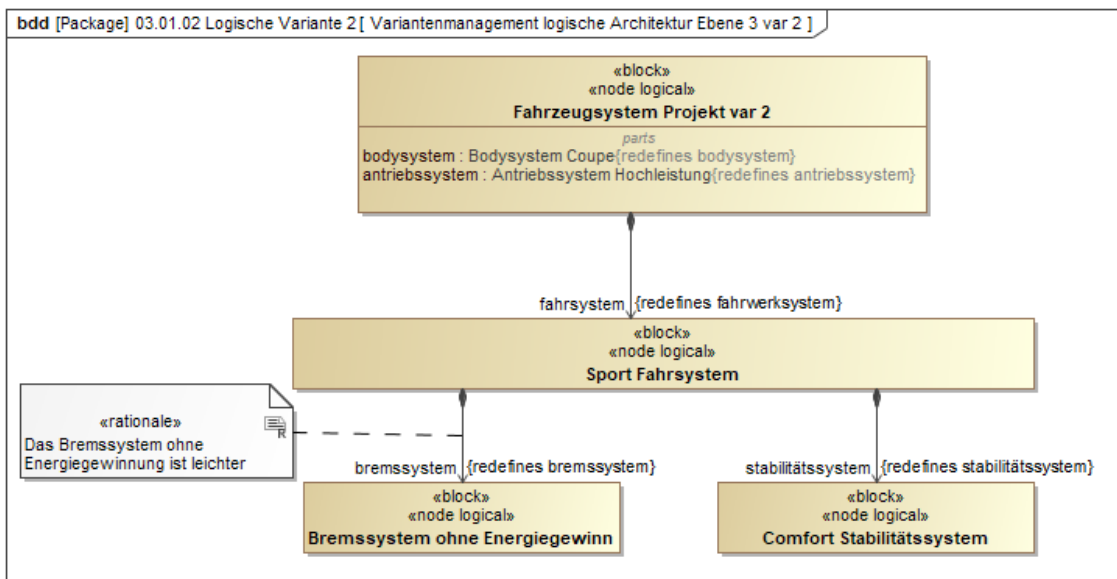 bdd [Package] 03.01.02 Logische Variante 2 [ Variantenmanagement logische Architektur Ebene 3 var 2 ]
«block»
«node logical»
Fahrzeugsystem Projekt var 2
parts
bodysystem : Bodysystem Coupe{redefines bodysystem}
antriebssystem : Antriebssystem Hochleistung{redefines antriebssystem}
fahrsystem {redefines fahrwerksystem}
«block»
«node logical»
Sport Fahrsystem
«rationale»
R
Das Bremssystem ohne
Energiegewinnung ist leichter
bremssystem {redefines bremssystem}
stabilitätssystem {redefines stabilitätssystem}
«block»
«node logical»
Bremssystem ohne Energiegewinn
«block»
«node logical»
Comfort Stabilitätssystem